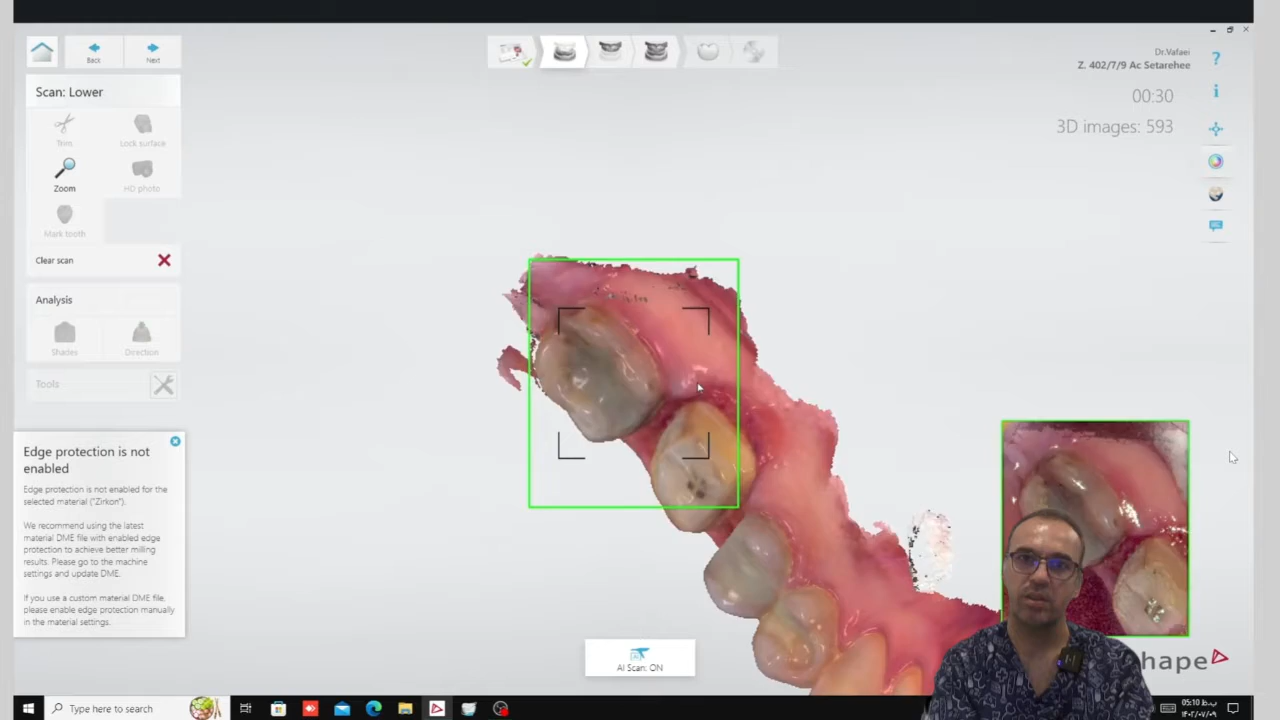 Back
Next
Dr.Vafaei
Z. 402/7/9 Ac Setarehee
Scan: Lower
00:30
3D images: 593
Trim
Lock surface
Zoom
HD photo
Mark tooth
Clear scan
Analysis
Shades
Direction
Tools
Edge protection is not
enabled
Edge protection is not enabled for the
selected material ("Zirkon").
We recommend using the latest
material DME file with enabled edge
protection to achieve better milling
results. Please go to the machine
settings and update DME.
If you use a custom material DME file,
please enable edge protection manually
in the material settings.
AI Scan: ON
hape
Type here to search
05:10 ب.ظ
۱۴۰۲/۰۷/۰۹